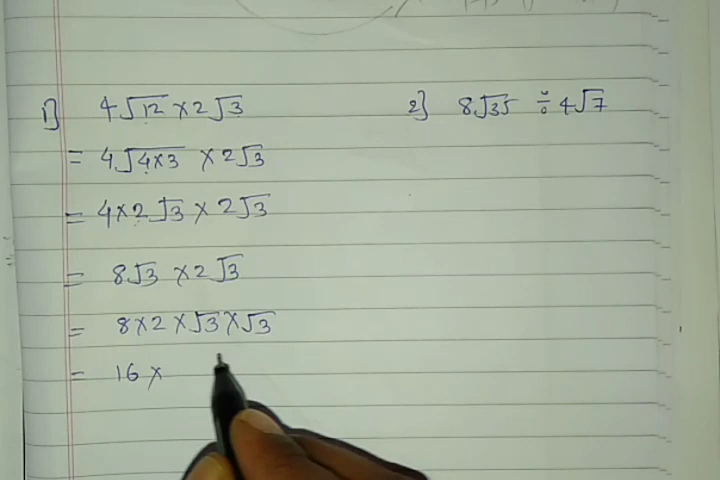 1] 4√12 × 2√3
2] 8√35 ÷ 4√7
= 4√4×3 × 2√3
= 4×2√3 × 2√3
= 8√3 × 2√3
= 8×2×√3×√3
= 16 ×